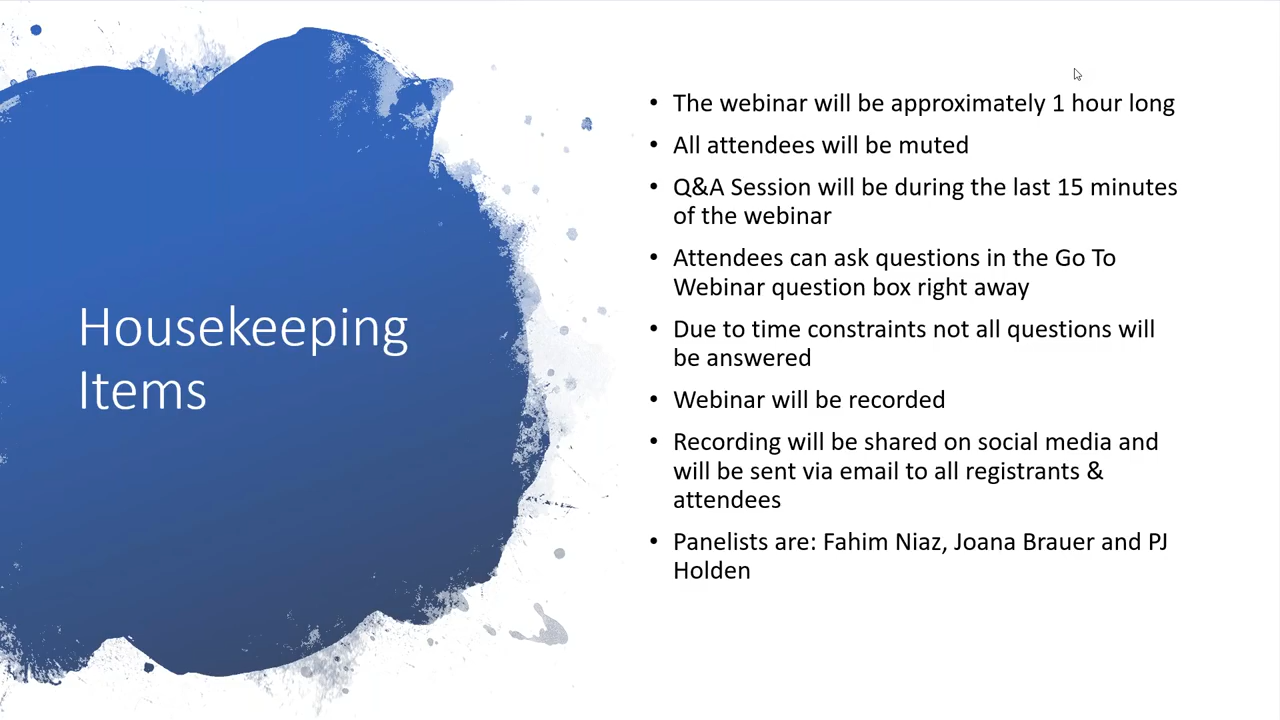 Housekeeping
Items
• The webinar will be approximately 1 hour long
• All attendees will be muted
• Q&A Session will be during the last 15 minutes
of the webinar
• Attendees can ask questions in the Go To
Webinar question box right away
• Due to time constraints not all questions will
be answered
• Webinar will be recorded
• Recording will be shared on social media and
will be sent via email to all registrants &
attendees
• Panelists are: Fahim Niaz, Joana Brauer and PJ
Holden